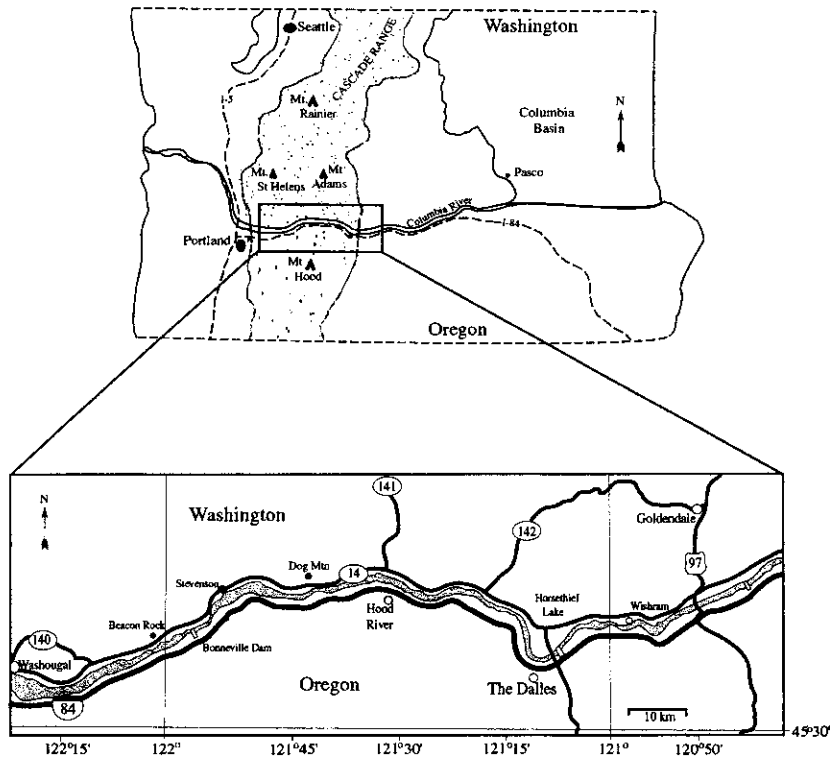 Seattle
Washington
CASCADE RANGE
I-5
Mt.
Rainier
N
Columbia
Basin
Mt.
St Helens
Mt
Adams
Pasco
Columbia River
I-84
Portland
Mt
Hood
Oregon
N
Washington
141
142
Goldendale
97
Dog Mtn
14
Stevenson
Hood
River
Horsethief
Lake
Wishram
Beacon Rock
140
Washougal
Bonneville Dam
Oregon
The Dalles
84
10 km
45°30'
122°15'
122°
121°45'
121°30'
121°15'
121°
120°50'